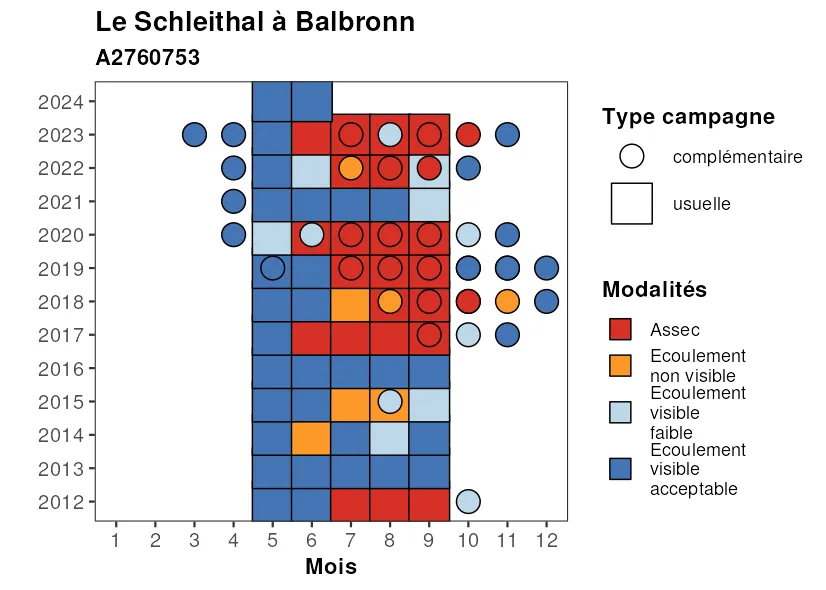 Le Schleithal à Balbronn
A2760753
2024
2023
2022
2021
2020
2019
2018
2017
2016
2015
2014
2013
2012
1 2 3 4 5 6 7 8 9 10 11 12
Mois
Type campagne
complémentaire
usuelle
Modalités
Assec
Ecoulement
non visible
Ecoulement
visible
faible
Ecoulement
visible
acceptable